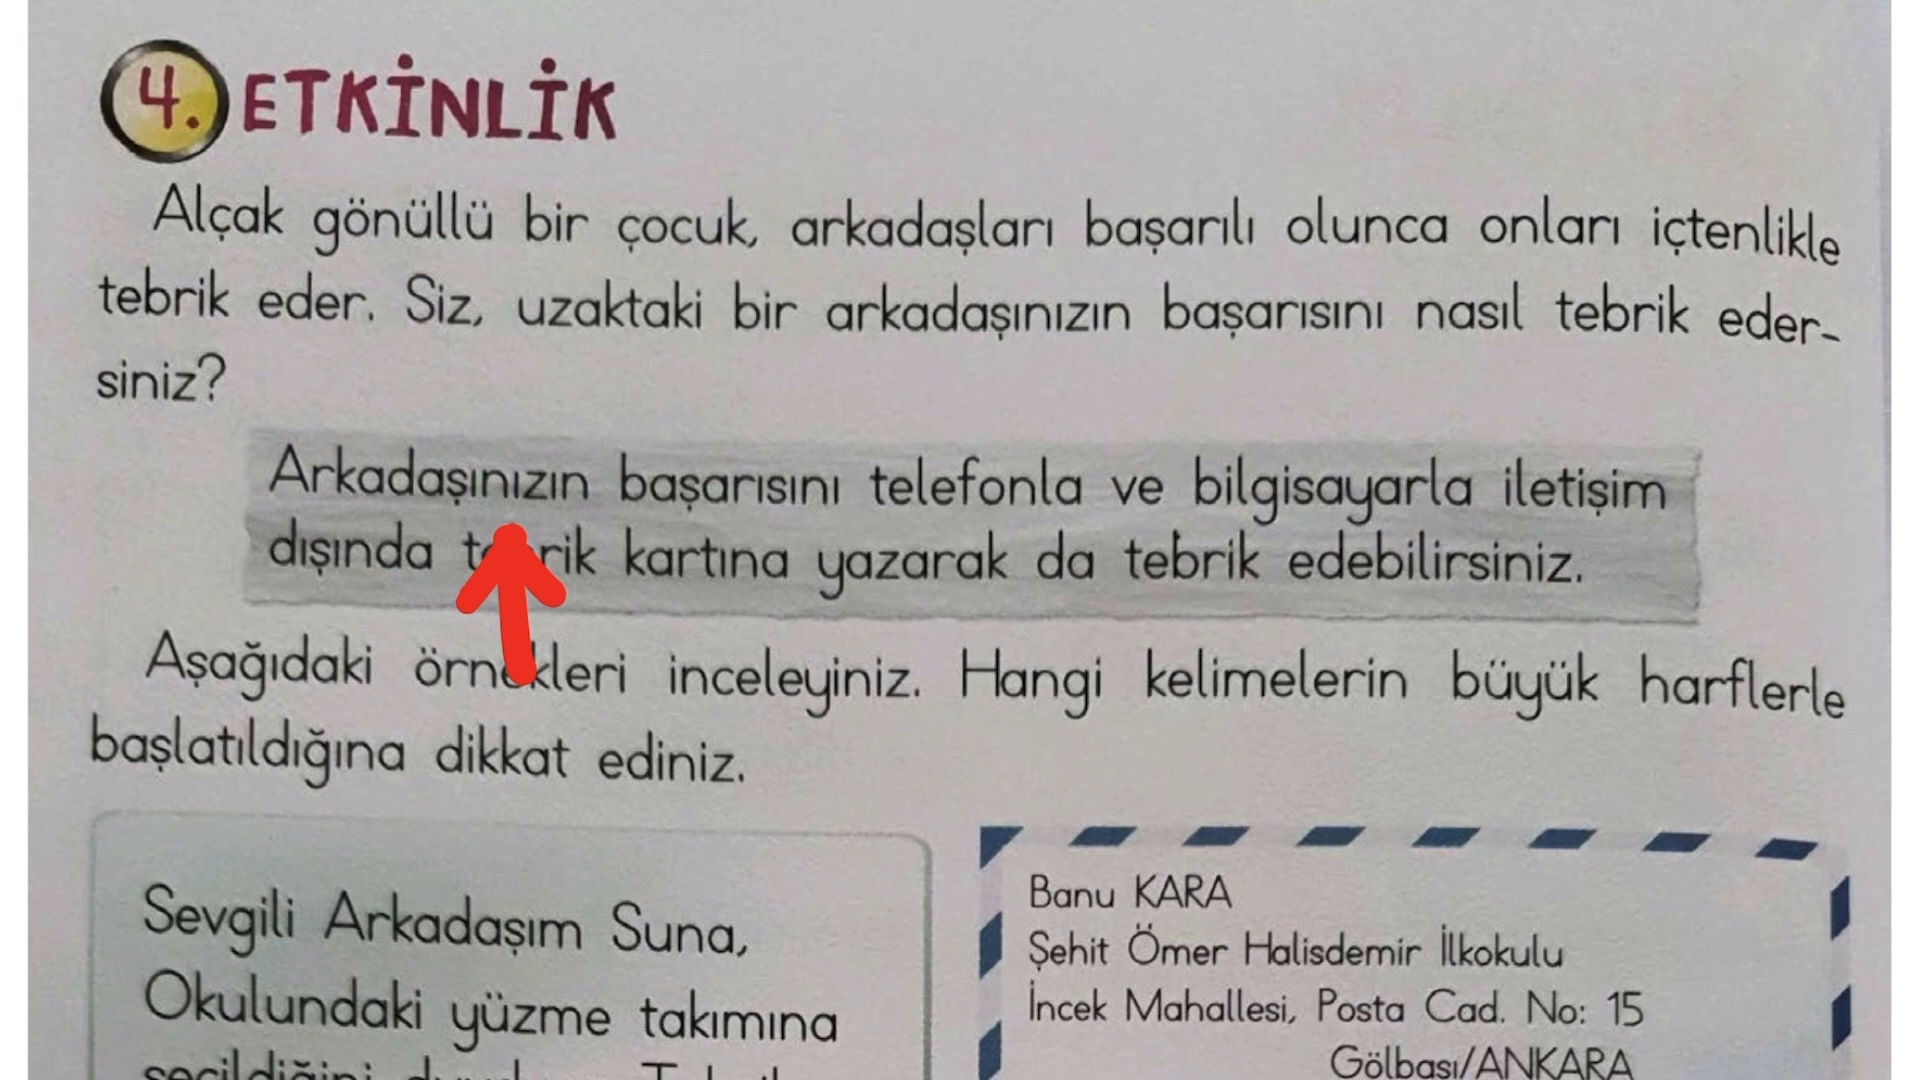 4. ETKİNLİK
Alçak gönüllü bir çocuk, arkadaşları başarılı olunca onları içtenlikle
tebrik eder. Siz, uzaktaki bir arkadaşınızın başarısını nasıl tebrik eder-
siniz?
Arkadaşınızın başarısını telefonla ve bilgisayarla iletişim
dışında kartına yazarak da tebrik edebilirsiniz.
Aşağıdaki örnekleri inceleyiniz. Hangi kelimelerin büyük harflerle
başlatıldığına dikkat ediniz.
Sevgili Arkadaşım Suna,
Okulundaki yüzme takımına
Banu KARA
Şehit Ömer Halisdemir İlkokulu
İncek Mahallesi, Posta Cad. No: 15
Gölbaşı/ANKARA